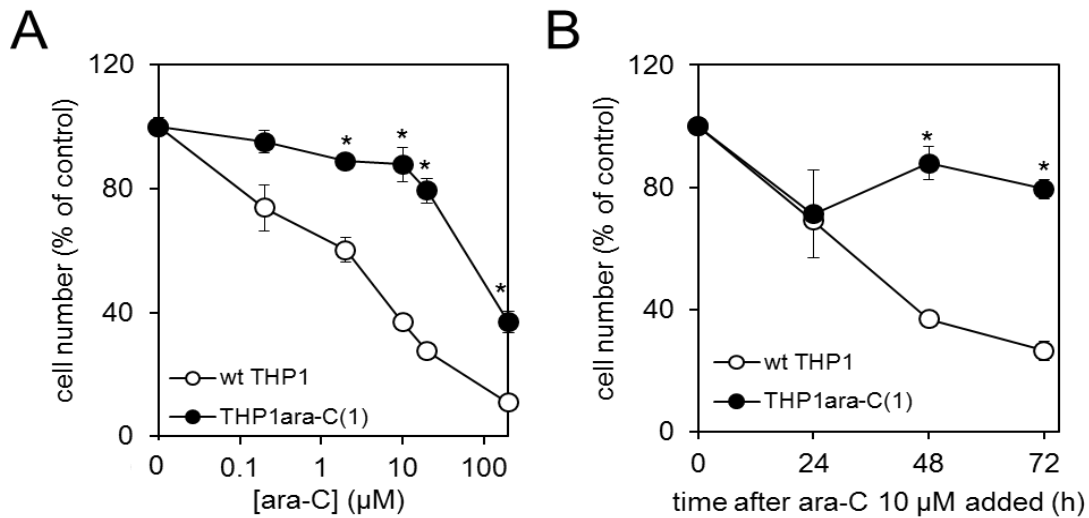 A
120
80
40
0
cell number (% of control)
*
*
*
*
wt THP1
THP1ara-C(1)
0
0.1
1
10
100
[ara-C] (µM)
B
120
80
40
0
cell number (% of control)
*
*
wt THP1
THP1ara-C(1)
0
24
48
72
time after ara-C 10 µM added (h)